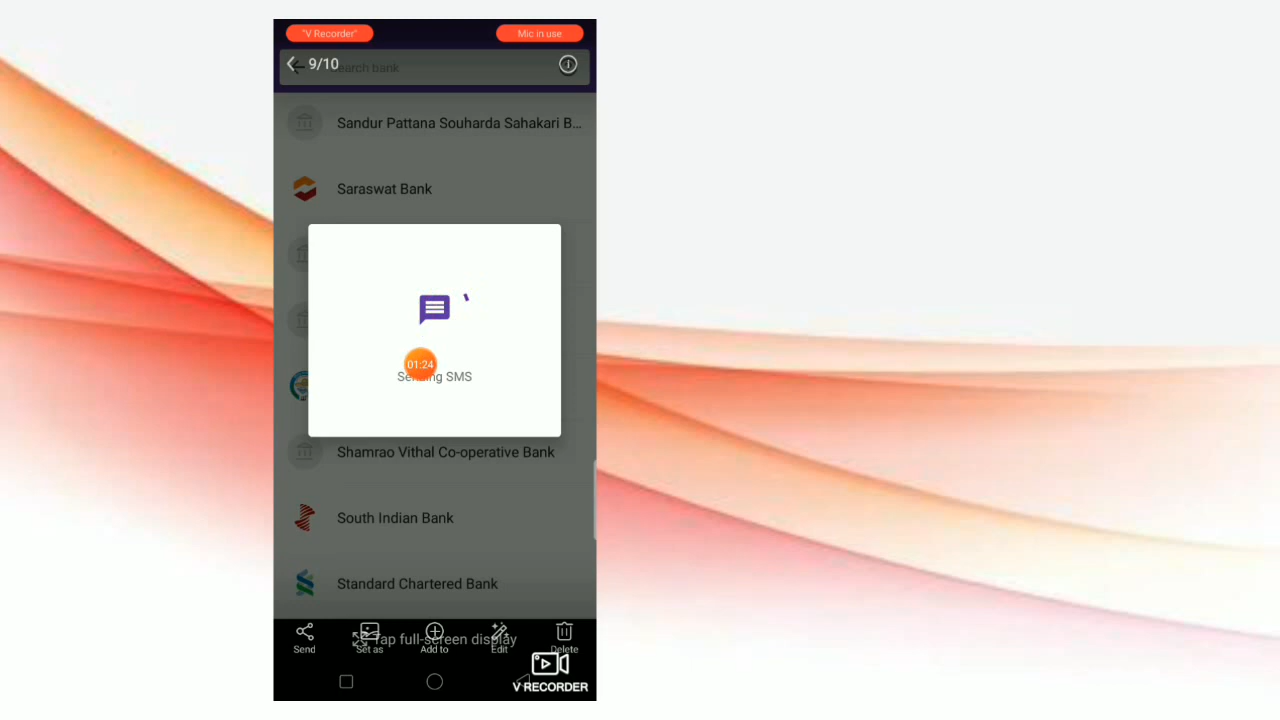 "V Recorder"
Mic in use
9/10
Search bank
Sandur Pattana Souharda Sahakari B...
Saraswat Bank
01:24
Sending SMS
Shamrao Vithal Co-operative Bank
South Indian Bank
Standard Chartered Bank
Tap full-screen display
Send
Set as
Add to
Edit
Delete
V RECORDER